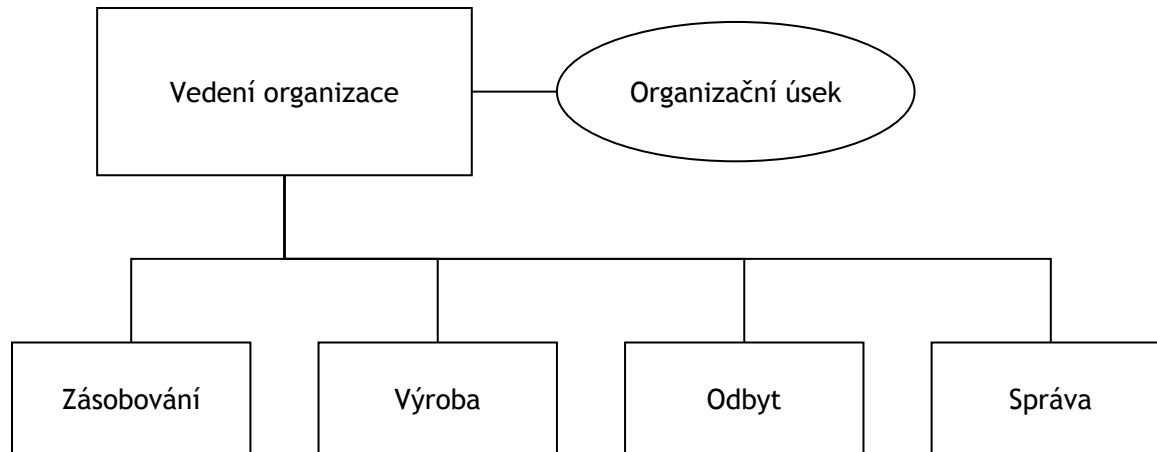 Vedení organizace
Organizační úsek
Zásobování
Výroba
Odbyt
Správa